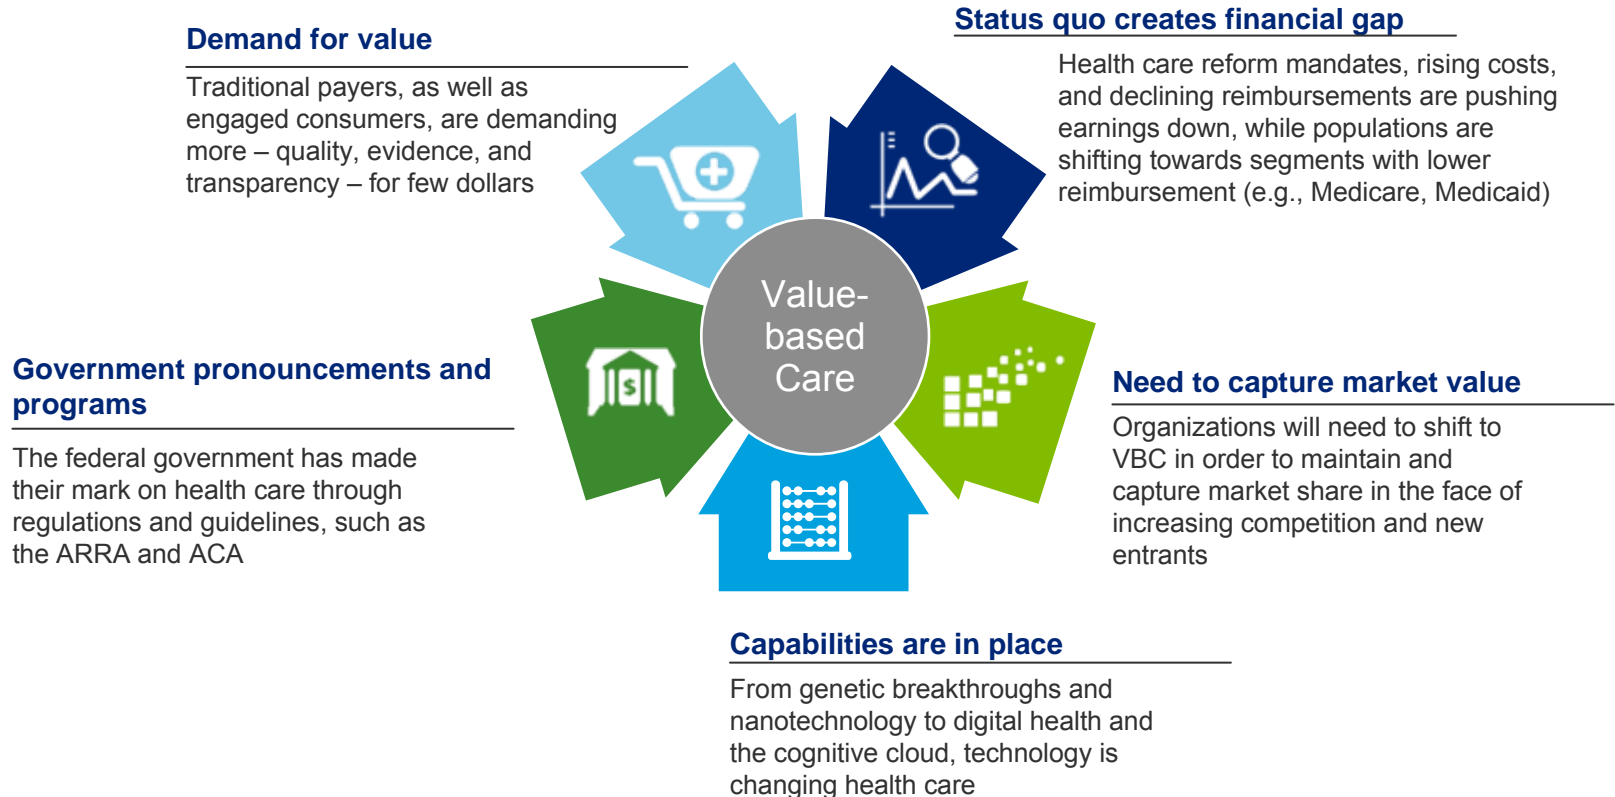 Demand for value
Traditional payers, as well as
engaged consumers, are demanding
more – quality, evidence, and
transparency – for few dollars
Status quo creates financial gap
Health care reform mandates, rising costs,
and declining reimbursements are pushing
earnings down, while populations are
shifting towards segments with lower
reimbursement (e.g., Medicare, Medicaid)
Value-
based
Care
$
Government pronouncements and
programs
The federal government has made
their mark on health care through
regulations and guidelines, such as
the ARRA and ACA
Need to capture market value
Organizations will need to shift to
VBC in order to maintain and
capture market share in the face of
increasing competition and new
entrants
Capabilities are in place
From genetic breakthroughs and
nanotechnology to digital health and
the cognitive cloud, technology is
changing health care